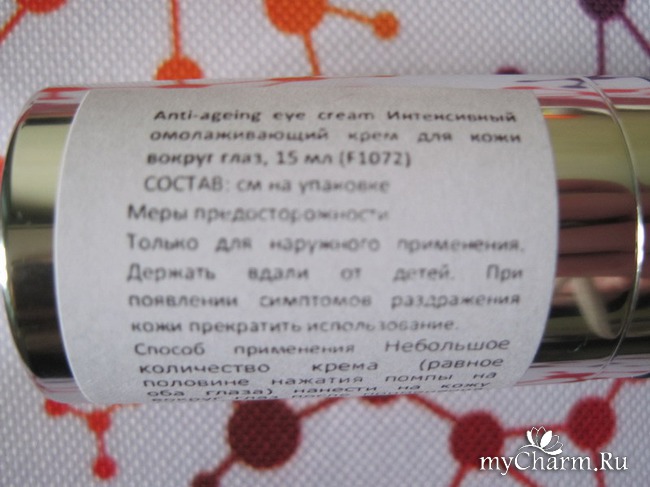 Anti-ageing eye cream Интенсивный
омолаживающий крем для кожи
вокруг глаз, 15 мл (F1072)
СОСТАВ: см на упаковке
Меры предосторожности
Только для наружного применения.
Держать вдали от детей. При
появлении симптомов раздражения
кожи прекратить использование.
Способ применения Небольшое
количество крема (равное
половине нажатия помпы на
оба глаза) нанести на кожу
вокруг глаз
myCharm.Ru